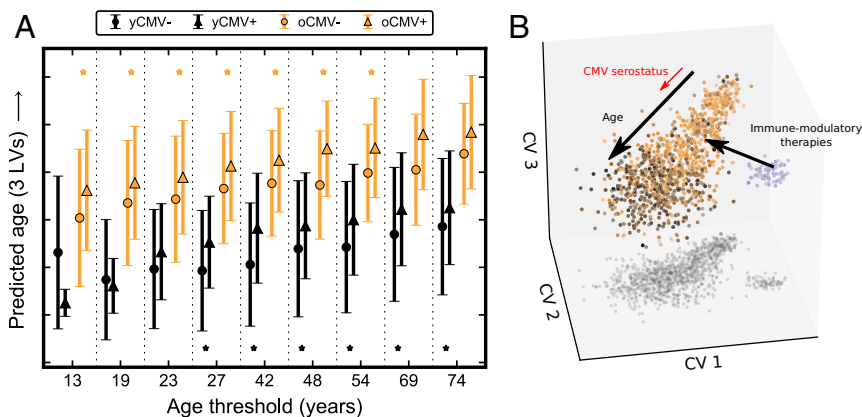 A
yCMV- yCMV+ oCMV- oCMV+
Predicted age (3 LVs) ⟶
13 19 23 27 42 48 54 69 74
Age threshold (years)
B
CMV serostatus
Age
Immune-modulatory
therapies
CV 3
CV 2
CV 1